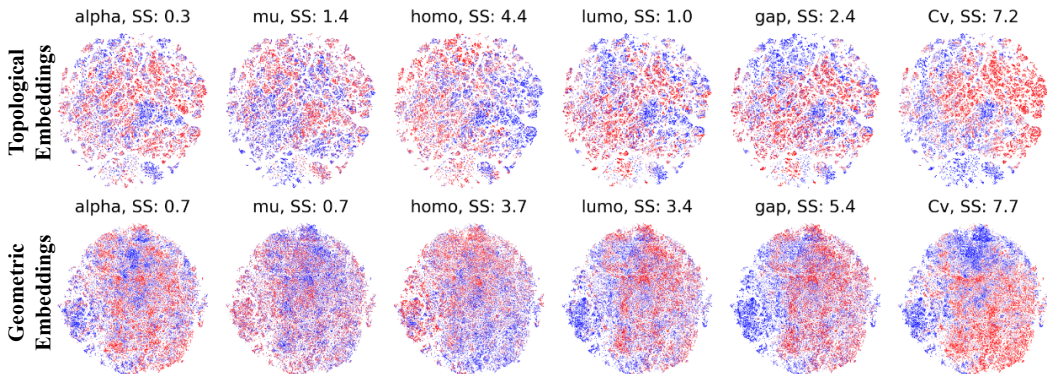 alpha, SS: 0.3
mu, SS: 1.4
homo, SS: 4.4
lumo, SS: 1.0
gap, SS: 2.4
Cv, SS: 7.2
Topological
Embeddings
alpha, SS: 0.7
mu, SS: 0.7
homo, SS: 3.7
lumo, SS: 3.4
gap, SS: 5.4
Cv, SS: 7.7
Geometric
Embeddings